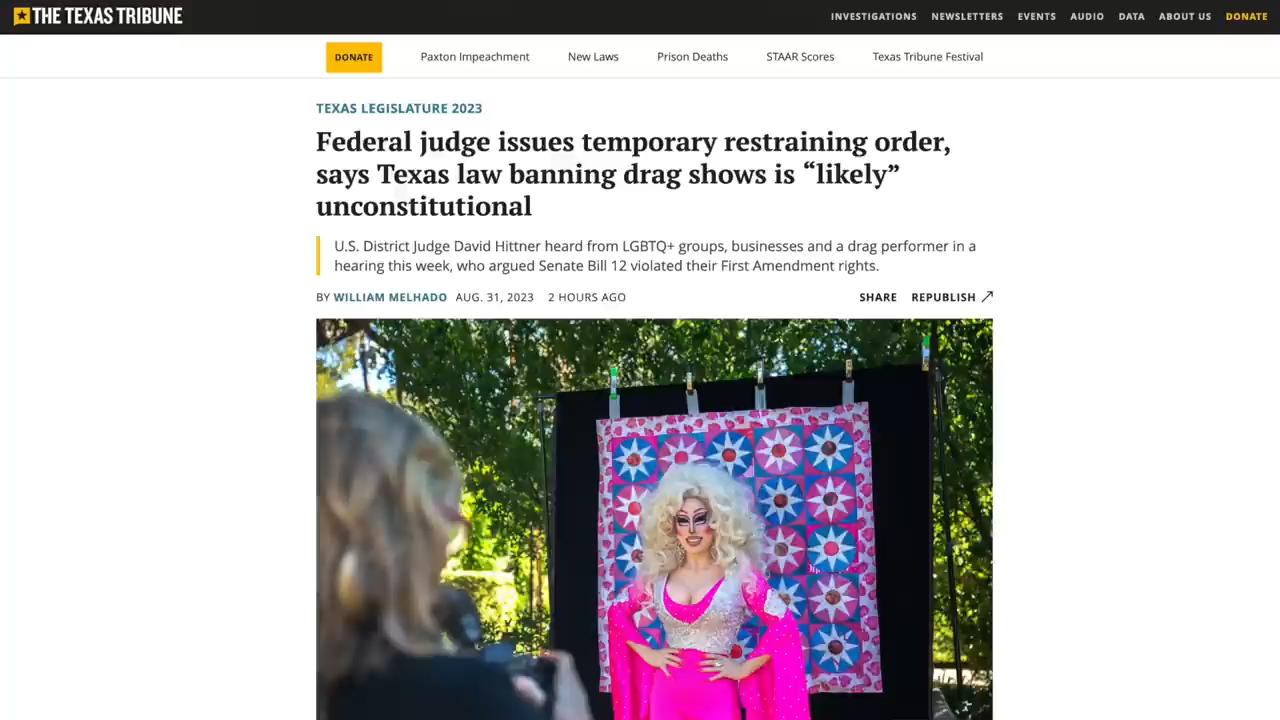 THE TEXAS TRIBUNE
INVESTIGATIONS NEWSLETTERS EVENTS AUDIO DATA ABOUT US DONATE
DONATE Paxton Impeachment New Laws Prison Deaths STAAR Scores Texas Tribune Festival
TEXAS LEGISLATURE 2023
Federal judge issues temporary restraining order,
says Texas law banning drag shows is “likely”
unconstitutional
U.S. District Judge David Hittner heard from LGBTQ+ groups, businesses and a drag performer in a
hearing this week, who argued Senate Bill 12 violated their First Amendment rights.
BY WILLIAM MELHADO AUG. 31, 2023 2 HOURS AGO SHARE REPUBLISH